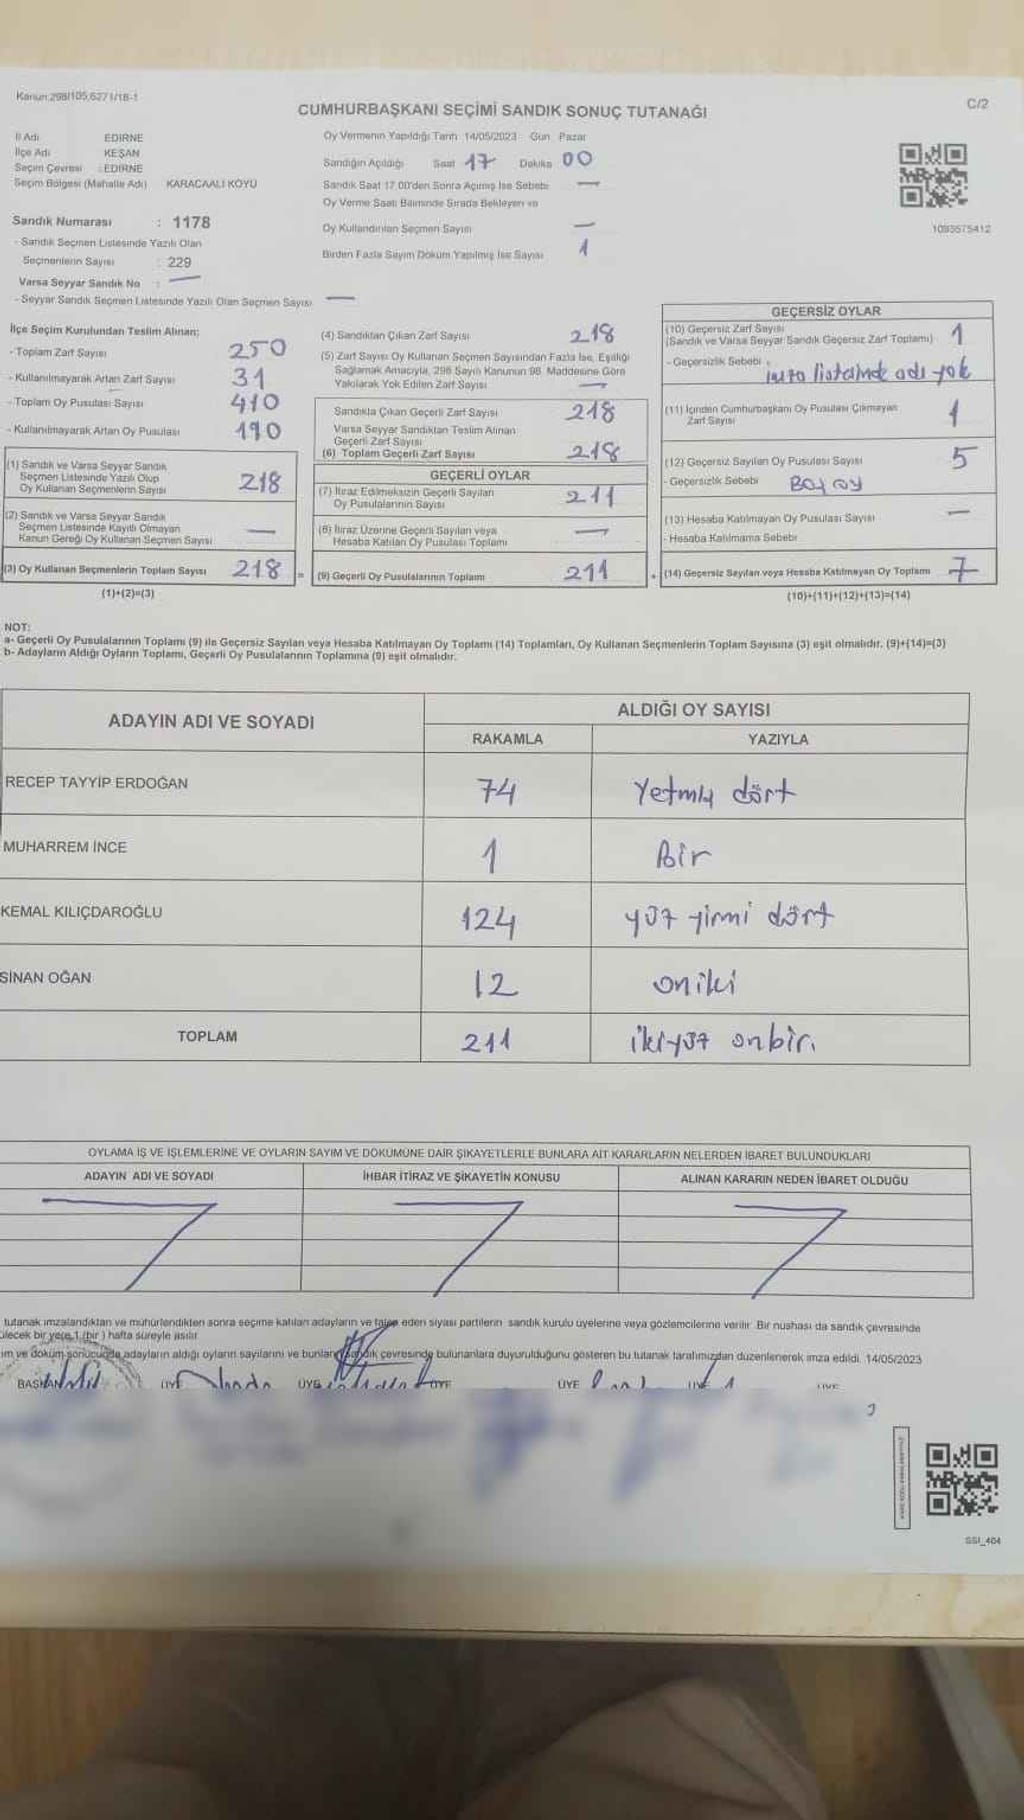 Kanun:298/105;6271/18-1
C/2
CUMHURBAŞKANI SEÇİMİ SANDIK SONUÇ TUTANAĞI
İl Adı EDİRNE
İlçe Adı KEŞAN
Seçim Çevresi : EDİRNE
Seçim Bölgesi (Mahalle Adı) KARACAALİ KÖYÜ
Oy Vermenin Yapıldığı Tarih 14/05/2023 Gün Pazar
Sandığın Açıldığı Saat 17 Dakika 00
Sandık Saat 17.00'den Sonra Açılmış İse Sebebi —
Oy Verme Saati Bitiminde Sırada Bekleyen ve
Oy Kullandırılan Seçmen Sayısı —
Birden Fazla Sayım Döküm Yapılmış İse Sayısı 1
1093575412
Sandık Numarası : 1178
- Sandık Seçmen Listesinde Yazılı Olan
Seçmenlerin Sayısı : 229
Varsa Seyyar Sandık No : —
- Seyyar Sandık Seçmen Listesinde Yazılı Olan Seçmen Sayısı —
İlçe Seçim Kurulundan Teslim Alınan;
- Toplam Zarf Sayısı 250
- Kullanılmayarak Artan Zarf Sayısı 31
- Toplam Oy Pusulası Sayısı 410
- Kullanılmayarak Artan Oy Pusulası 190
(1) Sandık ve Varsa Seyyar Sandık
Seçmen Listesinde Yazılı Olup
Oy Kullanan Seçmenlerin Sayısı 218
(2) Sandık ve Varsa Seyyar Sandık
Seçmen Listesinde Kayıtlı Olmayan
Kanun Gereği Oy Kullanan Seçmen Sayısı —
(3) Oy Kullanan Seçmenlerin Toplam Sayısı 218 =
(1)+(2)=(3)
(4) Sandıktan Çıkan Zarf Sayısı 218
(5) Zarf Sayısı Oy Kullanan Seçmen Sayısından Fazla İse, Eşitliği
Sağlamak Amacıyla, 298 Sayılı Kanunun 98. Maddesine Göre
Yakılarak Yok Edilen Zarf Sayısı —
Sandıkta Çıkan Geçerli Zarf Sayısı 218
Varsa Seyyar Sandıktan Teslim Alınan
Geçerli Zarf Sayısı
(6) Toplam Geçerli Zarf Sayısı 218
GEÇERLİ OYLAR
(7) İtiraz Edilmeksizin Geçerli Sayılan
Oy Pusulalarının Sayısı 211
(8) İtiraz Üzerine Geçerli Sayılan veya
Hesaba Katılan Oy Pusulası Toplamı —
(9) Geçerli Oy Pusulalarının Toplamı 211 +
GEÇERSİZ OYLAR
(10) Geçersiz Zarf Sayısı
(Sandık ve Varsa Seyyar Sandık Geçersiz Zarf Toplamı) 1
- Geçersizlik Sebebi : imza listesinde adı yok
(11) İçinden Cumhurbaşkanı Oy Pusulası Çıkmayan
Zarf Sayısı 1
(12) Geçersiz Sayılan Oy Pusulası Sayısı 5
- Geçersizlik Sebebi Boş oy
(13) Hesaba Katılmayan Oy Pusulası Sayısı —
- Hesaba Katılmama Sebebi
(14) Geçersiz Sayılan veya Hesaba Katılmayan Oy Toplamı 7
(10)+(11)+(12)+(13)=(14)
NOT:
a- Geçerli Oy Pusulalarının Toplamı (9) ile Geçersiz Sayılan veya Hesaba Katılmayan Oy Toplamı (14) Toplamları, Oy Kullanan Seçmenlerin Toplam Sayısına (3) eşit olmalıdır. (9)+(14)=(3)
b- Adayların Aldığı Oyların Toplamı, Geçerli Oy Pusulalarının Toplamına (9) eşit olmalıdır.
ADAYIN ADI VE SOYADI
ALDIĞI OY SAYISI
RAKAMLA YAZIYLA
RECEP TAYYİP ERDOĞAN 74 Yetmiş dört
MUHARREM İNCE 1 Bir
KEMAL KILIÇDAROĞLU 124 yüz yirmi dört
SİNAN OĞAN 12 oniki
TOPLAM 211 ikiyüz onbir.
OYLAMA İŞ VE İŞLEMLERİNE VE OYLARIN SAYIM VE DÖKÜMÜNE DAİR ŞİKAYETLERLE BUNLARA AİT KARARLARIN NELERDEN İBARET BULUNDUKLARI
ADAYIN ADI VE SOYADI İHBAR İTİRAZ VE ŞİKAYETİN KONUSU ALINAN KARARIN NEDEN İBARET OLDUĞU
tutanak imzalandıktan ve mühürlendikten sonra seçime katılan adayların ve talep eden siyasi partilerin sandık kurulu üyelerine veya gözlemcilerine verilir. Bir nüshası da sandık çevresinde
ülecek bir yere 1 (bir ) hafta süreyle asılır
ım ve döküm sonucunda adayların aldığı oyların sayılarını ve bunların sandık çevresinde bulunanlara duyurulduğunu gösteren bu tutanak tarafımızdan düzenlenerek imza edildi. 14/05/2023
BAŞKAN ÜYE ÜYE ÜYE ÜYE ÜYE ÜYE
SSI_404